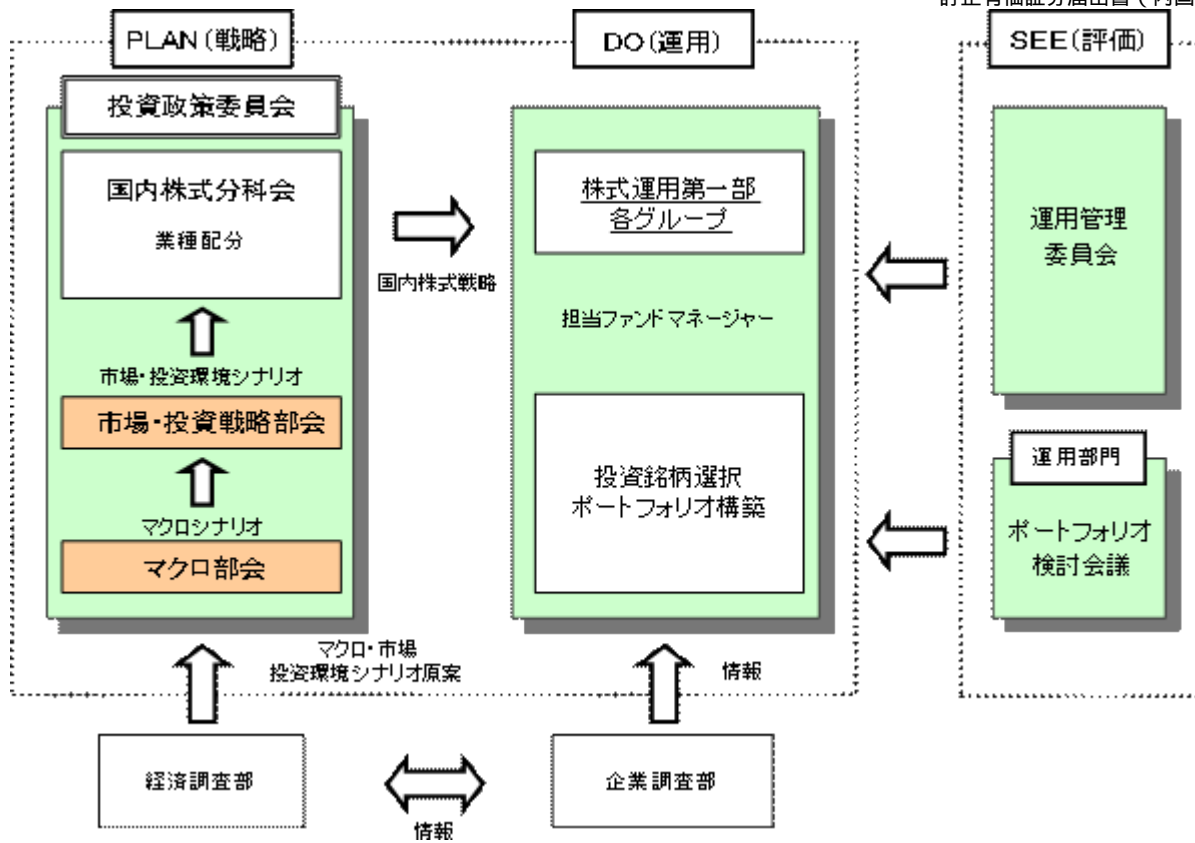 PLAN(戦略)
投資政策委員会
国内株式分科会
業種配分
市場・投資環境シナリオ
市場・投資戦略部会
マクロシナリオ
マクロ部会
マクロ・市場
投資環境シナリオ原案
経済調査部
国内株式戦略
情報
DO(運用)
株式運用第一部
各グループ
担当ファンドマネージャー
投資銘柄選択
ポートフォリオ構築
情報
企業調査部
SEE(評価)
運用管理
委員会
運用部門
ポートフォリオ
検討会議